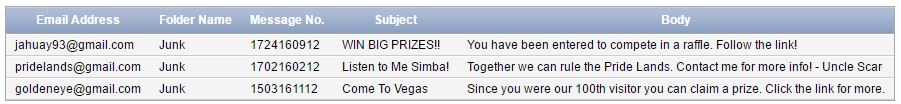 Email Address Folder Name Message No. Subject Body
jahuay93@gmail.com Junk 1724160912 WIN BIG PRIZES!! You have been entered to compete in a raffle. Follow the link!
pridelands@gmail.com Junk 1702160212 Listen to Me Simba! Together we can rule the Pride Lands. Contact me for more info! - Uncle Scar
goldeneye@gmail.com Junk 1503161112 Come To Vegas Since you were our 100th visitor you can claim a prize. Click the link for more.